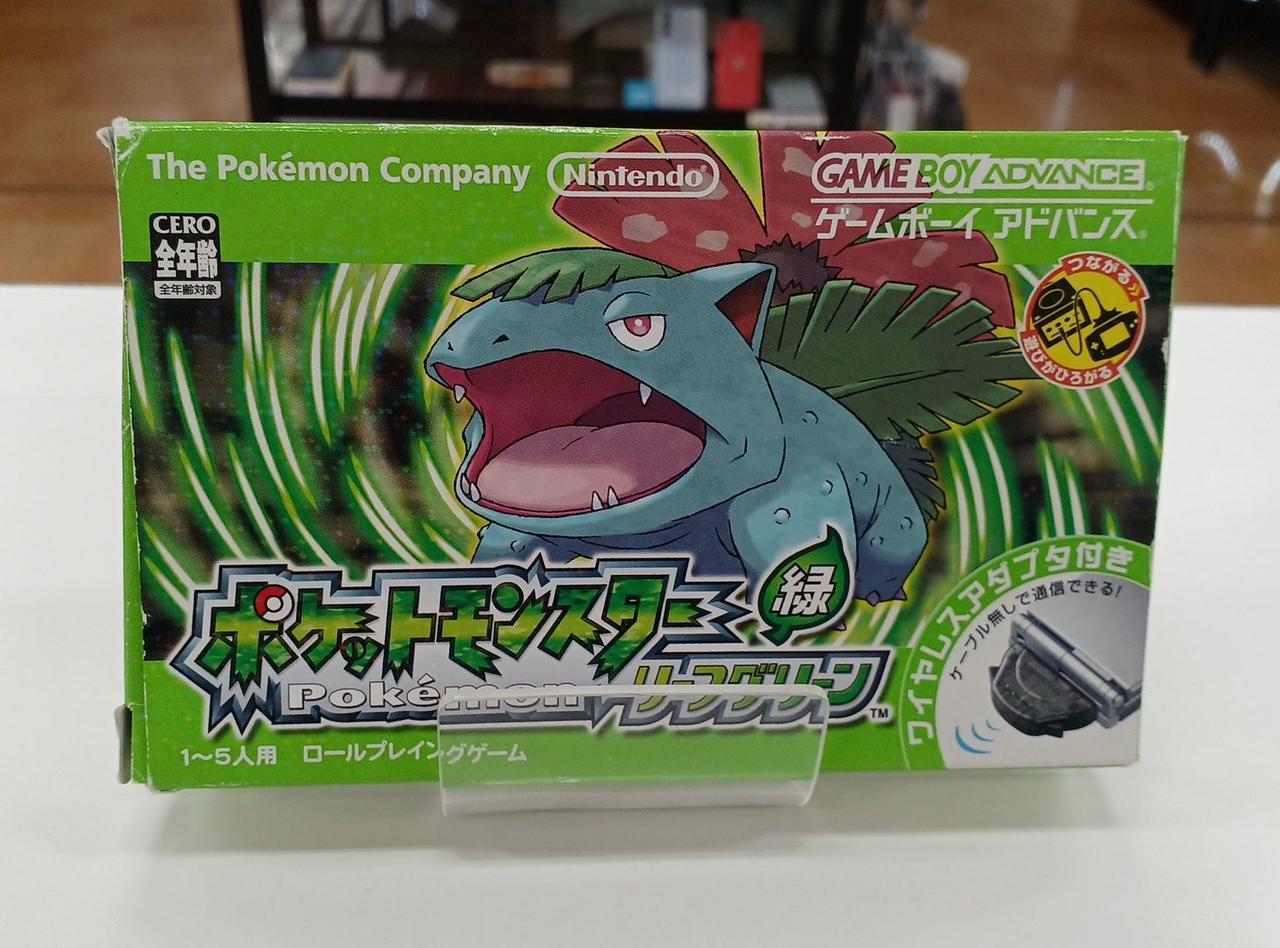 The Pokémon Company
Nintendo®
GAME BOY ADVANCE
ゲームボーイ アドバンス
CERO
全年齢
全年齢対象
つながる
遊びがひろがる
ポケットモンスター
緑
Pokémon
リーフグリーン
TM
1〜5人用 ロールプレイングゲーム
ワイヤレスアダプタ付き
ケーブル無しで通信できる!